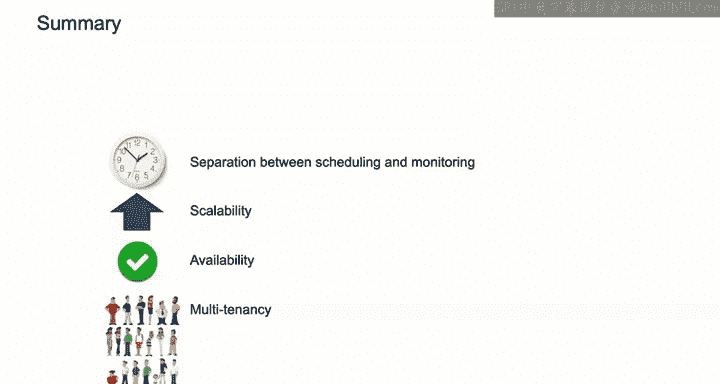 Summary
Separation between scheduling and monitoring
Scalability
Availability
Multi-tenancy